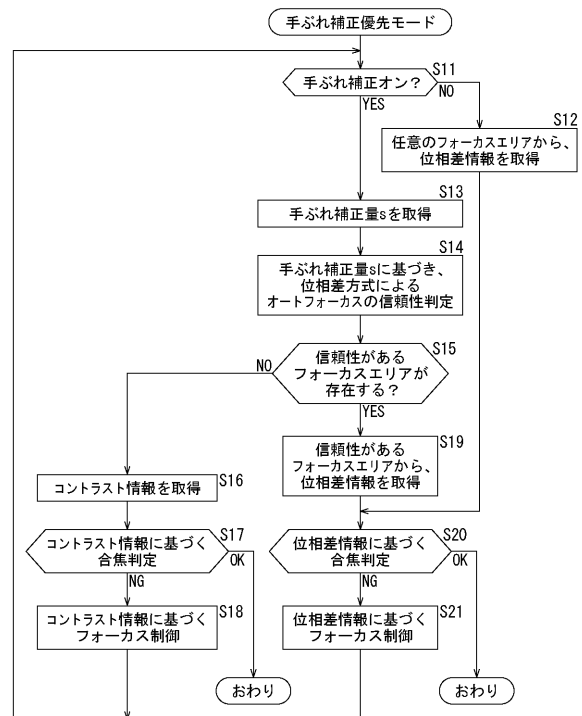 手ぶれ補正優先モード
手ぶれ補正オン?
S11
NO
YES
S12
任意のフォーカスエリアから、
位相差情報を取得
S13
手ぶれ補正量sを取得
S14
手ぶれ補正量sに基づき、
位相差方式による
オートフォーカスの信頼性判定
S15
信頼性がある
フォーカスエリアが
存在する?
NO
YES
S19
信頼性がある
フォーカスエリアから、
位相差情報を取得
S16
コントラスト情報を取得
S17
コントラスト情報に基づく
合焦判定
OK
NG
S20
位相差情報に基づく
合焦判定
OK
NG
S18
コントラスト情報に基づく
フォーカス制御
S21
位相差情報に基づく
フォーカス制御
おわり
おわり